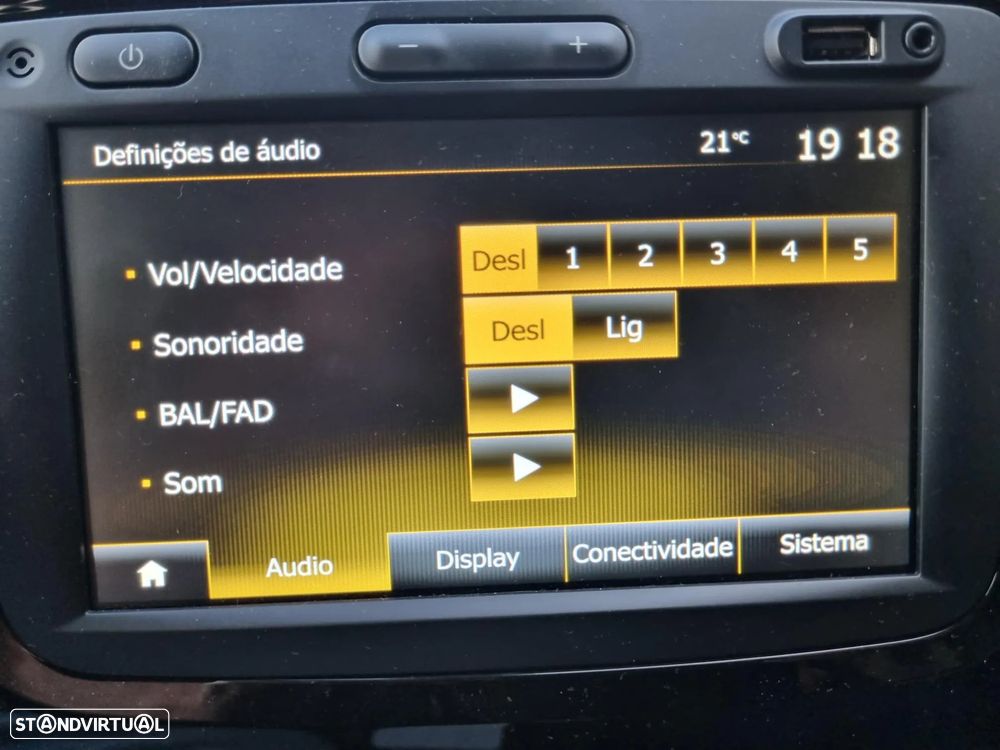 Definições de áudio 21°C 19 18
Vol/Velocidade Desl 1 2 3 4 5
Sonoridade Desl Lig
BAL/FAD
Som
Audio Display Conectividade Sistema
STANDVIRTUAL